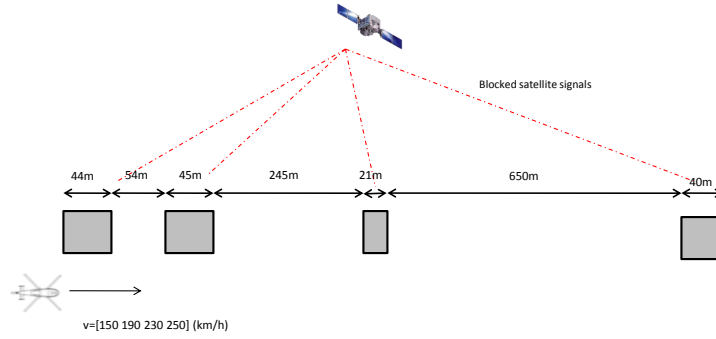 Blocked satellite signals
44m
54m
45m
245m
21m
650m
40m
v=[150 190 230 250] (km/h)